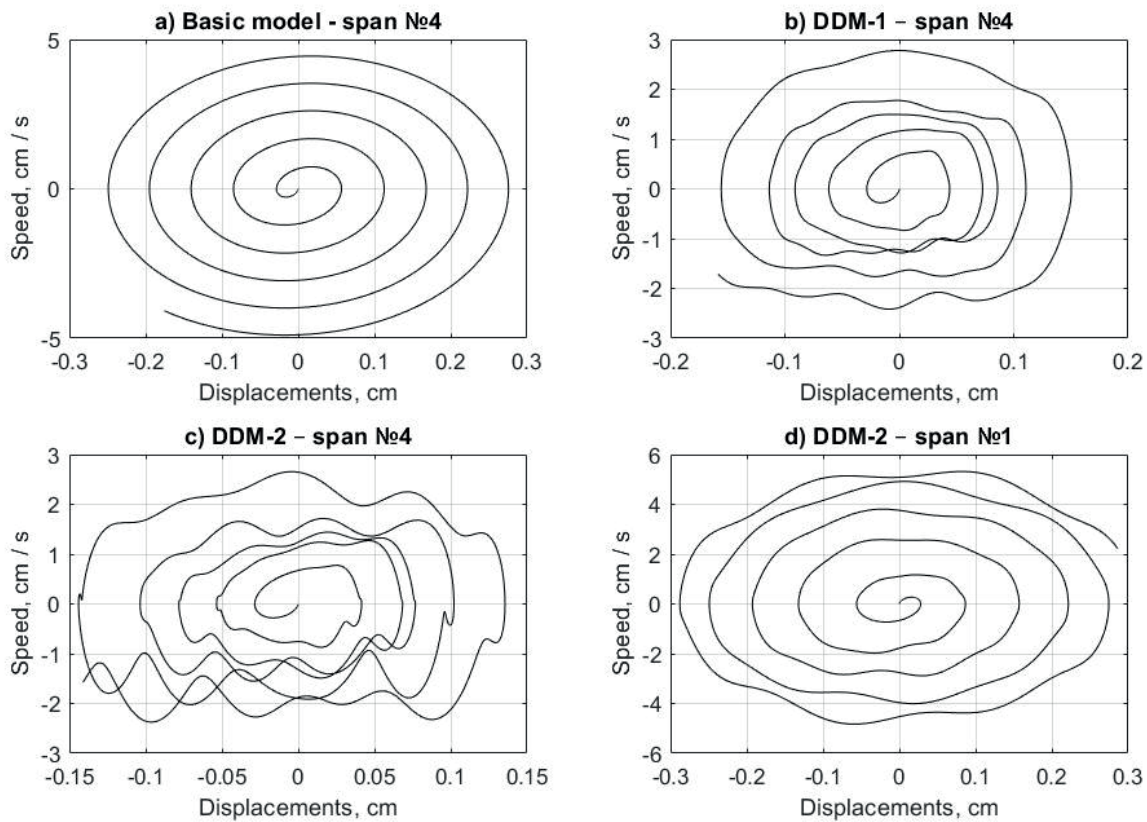 a) Basic model - span №4
5
0
-5
Speed, cm / s
-0.3 -0.2 -0.1 0 0.1 0.2 0.3
Displacements, cm
b) DDM-1 – span №4
3
2
1
0
-1
-2
-3
Speed, cm / s
-0.2 -0.1 0 0.1 0.2
Displacements, cm
c) DDM-2 – span №4
3
2
1
0
-1
-2
-3
Speed, cm / s
-0.15 -0.1 -0.05 0 0.05 0.1 0.15
Displacements, cm
d) DDM-2 – span №1
6
4
2
0
-2
-4
-6
Speed, cm / s
-0.3 -0.2 -0.1 0 0.1 0.2 0.3
Displacements, cm